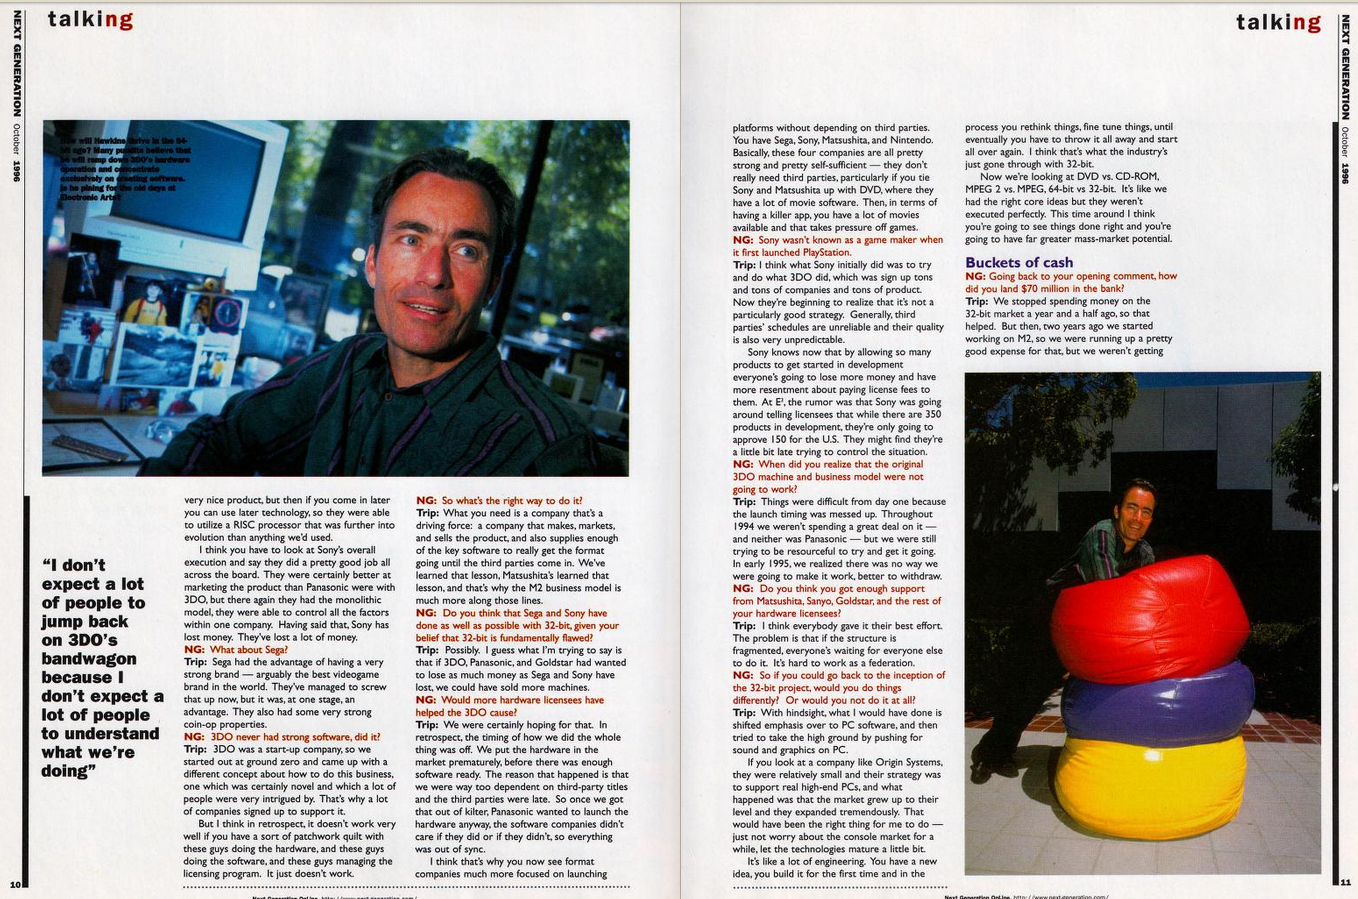 talking
NEXT GENERATION October 1996
will Hawkins thrive in the 64-
bit age? Many pundits believe that
he will ramp down 3DO's hardware
operation and concentrate
exclusively on creating software.
Is he pining for the old days at
Electronic Arts?
"I don't
expect a lot
of people to
jump back
on 3DO's
bandwagon
because I
don't expect a
lot of people
to understand
what we're
doing"
very nice product, but then if you come in later
you can use later technology, so they were able
to utilize a RISC processor that was further into
evolution than anything we'd used.
I think you have to look at Sony's overall
execution and say they did a pretty good job all
across the board. They were certainly better at
marketing the product than Panasonic were with
3DO, but there again they had the monolithic
model, they were able to control all the factors
within one company. Having said that, Sony has
lost money. They've lost a lot of money.
NG: What about Sega?
Trip: Sega had the advantage of having a very
strong brand — arguably the best videogame
brand in the world. They've managed to screw
that up now, but it was, at one stage, an
advantage. They also had some very strong
coin-op properties.
NG: 3DO never had strong software, did it?
Trip: 3DO was a start-up company, so we
started out at ground zero and came up with a
different concept about how to do this business,
one which was certainly novel and which a lot of
people were very intrigued by. That's why a lot
of companies signed up to support it.
But I think in retrospect, it doesn't work very
well if you have a sort of patchwork quilt with
these guys doing the hardware, and these guys
doing the software, and these guys managing the
licensing program. It just doesn't work.
NG: So what's the right way to do it?
Trip: What you need is a company that's a
driving force: a company that makes, markets,
and sells the product, and also supplies enough
of the key software to really get the format
going until the third parties come in. We've
learned that lesson, Matsushita's learned that
lesson, and that's why the M2 business model is
much more along those lines.
NG: Do you think that Sega and Sony have
done as well as possible with 32-bit, given your
belief that 32-bit is fundamentally flawed?
Trip: Possibly. I guess what I'm trying to say is
that if 3DO, Panasonic, and Goldstar had wanted
to lose as much money as Sega and Sony have
lost, we could have sold more machines.
NG: Would more hardware licensees have
helped the 3DO cause?
Trip: We were certainly hoping for that. In
retrospect, the timing of how we did the whole
thing was off. We put the hardware in the
market prematurely, before there was enough
software ready. The reason that happened is that
we were way too dependent on third-party titles
and the third parties were late. So once we got
that out of kilter, Panasonic wanted to launch the
hardware anyway, the software companies didn't
care if they did or if they didn't, so everything
was out of sync.
I think that's why you now see format
companies much more focused on launching
10
Next Generation OnLine. http://www.next-generation.com/
talking
NEXT GENERATION October 1996
platforms without depending on third parties.
You have Sega, Sony, Matsushita, and Nintendo.
Basically, these four companies are all pretty
strong and pretty self-sufficient — they don't
really need third parties, particularly if you tie
Sony and Matsushita up with DVD, where they
have a lot of movie software. Then, in terms of
having a killer app, you have a lot of movies
available and that takes pressure off games.
NG: Sony wasn't known as a game maker when
it first launched PlayStation.
Trip: I think what Sony initially did was to try
and do what 3DO did, which was sign up tons
and tons of companies and tons of product.
Now they're beginning to realize that it's not a
particularly good strategy. Generally, third
parties' schedules are unreliable and their quality
is also very unpredictable.
Sony knows now that by allowing so many
products to get started in development
everyone's going to lose more money and have
more resentment about paying license fees to
them. At E³, the rumor was that Sony was going
around telling licensees that while there are 350
products in development, they're only going to
approve 150 for the U.S. They might find they're
a little bit late trying to control the situation.
NG: When did you realize that the original
3DO machine and business model were not
going to work?
Trip: Things were difficult from day one because
the launch timing was messed up. Throughout
1994 we weren't spending a great deal on it —
and neither was Panasonic — but we were still
trying to be resourceful to try and get it going.
In early 1995, we realized there was no way we
were going to make it work, better to withdraw.
NG: Do you think you got enough support
from Matsushita, Sanyo, Goldstar, and the rest of
your hardware licensees?
Trip: I think everybody gave it their best effort.
The problem is that if the structure is
fragmented, everyone's waiting for everyone else
to do it. It's hard to work as a federation.
NG: So if you could go back to the inception of
the 32-bit project, would you do things
differently? Or would you not do it at all?
Trip: With hindsight, what I would have done is
shifted emphasis over to PC software, and then
tried to take the high ground by pushing for
sound and graphics on PC.
If you look at a company like Origin Systems,
they were relatively small and their strategy was
to support real high-end PCs, and what
happened was that the market grew up to their
level and they expanded tremendously. That
would have been the right thing for me to do —
just not worry about the console market for a
while, let the technologies mature a little bit.
It's like a lot of engineering. You have a new
idea, you build it for the first time and in the
process you rethink things, fine tune things, until
eventually you have to throw it all away and start
all over again. I think that's what the industry's
just gone through with 32-bit.
Now we're looking at DVD vs. CD-ROM,
MPEG 2 vs. MPEG, 64-bit vs 32-bit. It's like we
had the right core ideas but they weren't
executed perfectly. This time around I think
you're going to see things done right and you're
going to have far greater mass-market potential.
Buckets of cash
NG: Going back to your opening comment, how
did you land $70 million in the bank?
Trip: We stopped spending money on the
32-bit market a year and a half ago, so that
helped. But then, two years ago we started
working on M2, so we were running up a pretty
good expense for that, but we weren't getting
11
Next Generation OnLine. http://www.next-generation.com/